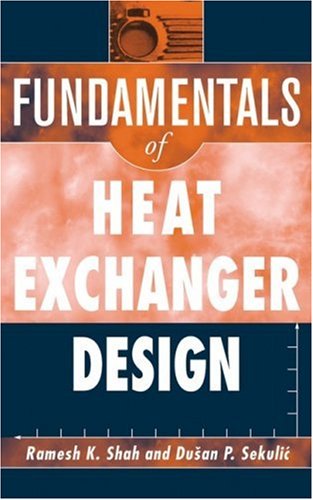 FUNDAMENTALS
of
HEAT
EXCHANGER
DESIGN
Ramesh K. Shah and Dušan P. Sekulić